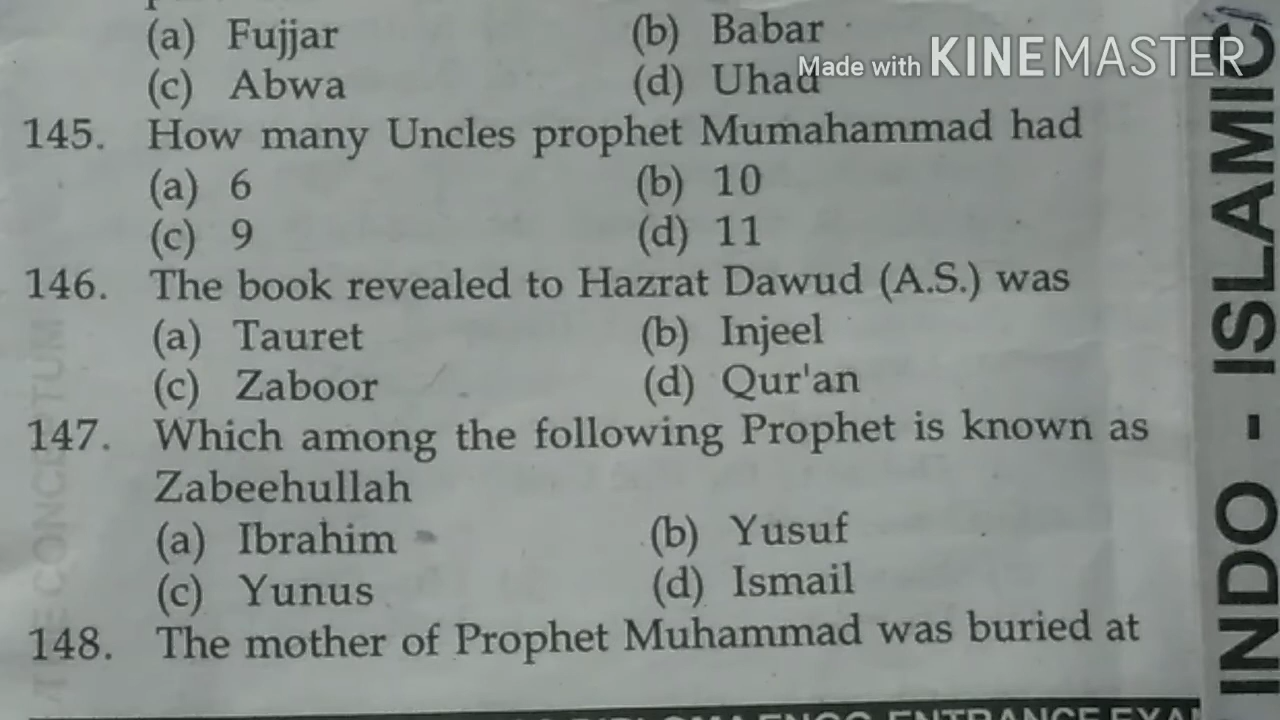 (a) Fujjar (b) Babar
(c) Abwa (d) Uhad
Made with KINEMASTER
145. How many Uncles prophet Mumahammad had
(a) 6 (b) 10
(c) 9 (d) 11
146. The book revealed to Hazrat Dawud (A.S.) was
(a) Tauret (b) Injeel
(c) Zaboor (d) Qur'an
147. Which among the following Prophet is known as
Zabeehullah
(a) Ibrahim (b) Yusuf
(c) Yunus (d) Ismail
148. The mother of Prophet Muhammad was buried at
INDO - ISLAMIC